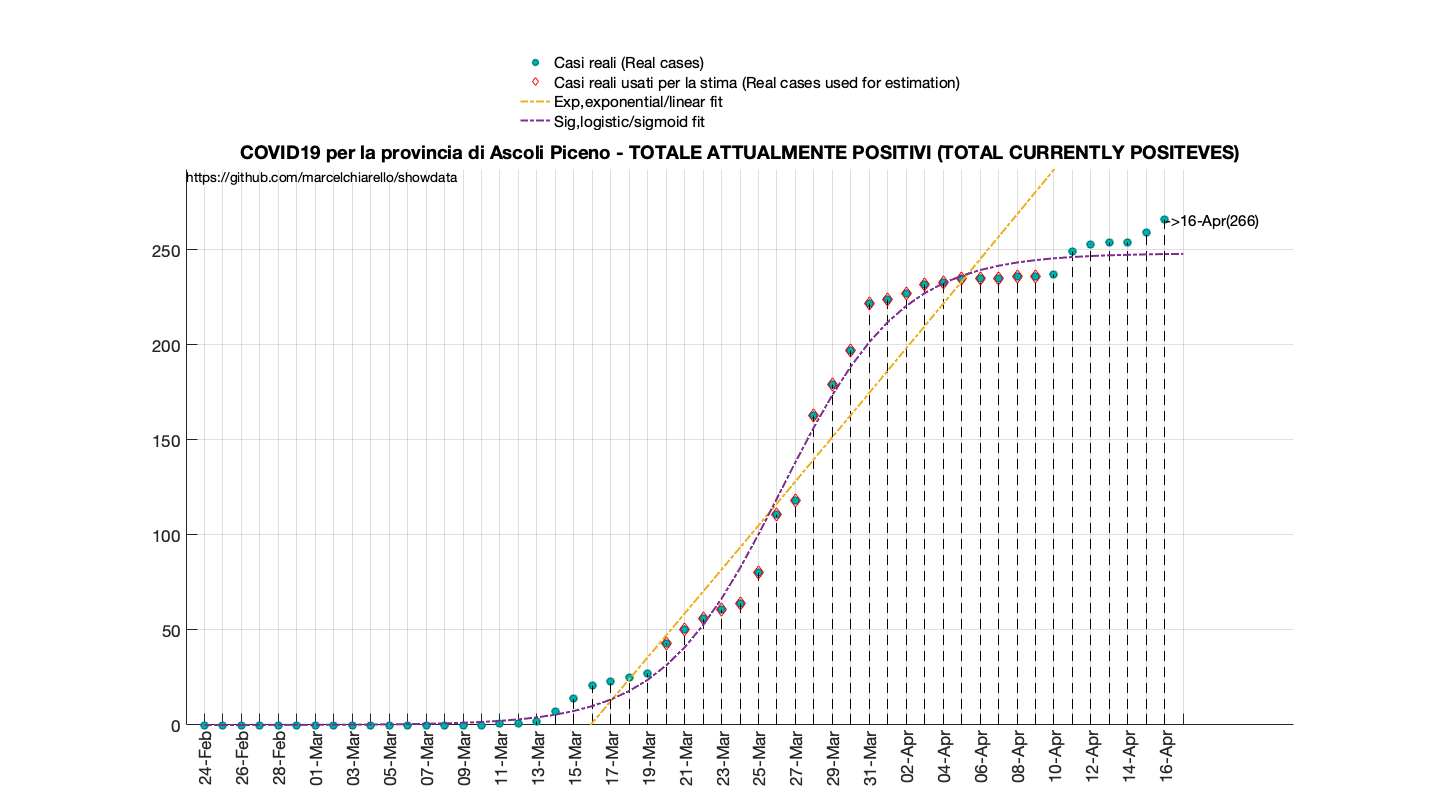 Casi reali (Real cases)
Casi reali usati per la stima (Real cases used for estimation)
Exp,exponential/linear fit
Sig,logistic/sigmoid fit
COVID19 per la provincia di Ascoli Piceno - TOTALE ATTUALMENTE POSITIVI (TOTAL CURRENTLY POSITEVES)
https://github.com/marcelchiarello/showdata
->16-Apr(266)
250
200
150
100
50
0
24-Feb
26-Feb
28-Feb
01-Mar
03-Mar
05-Mar
07-Mar
09-Mar
11-Mar
13-Mar
15-Mar
17-Mar
19-Mar
21-Mar
23-Mar
25-Mar
27-Mar
29-Mar
31-Mar
02-Apr
04-Apr
06-Apr
08-Apr
10-Apr
12-Apr
14-Apr
16-Apr